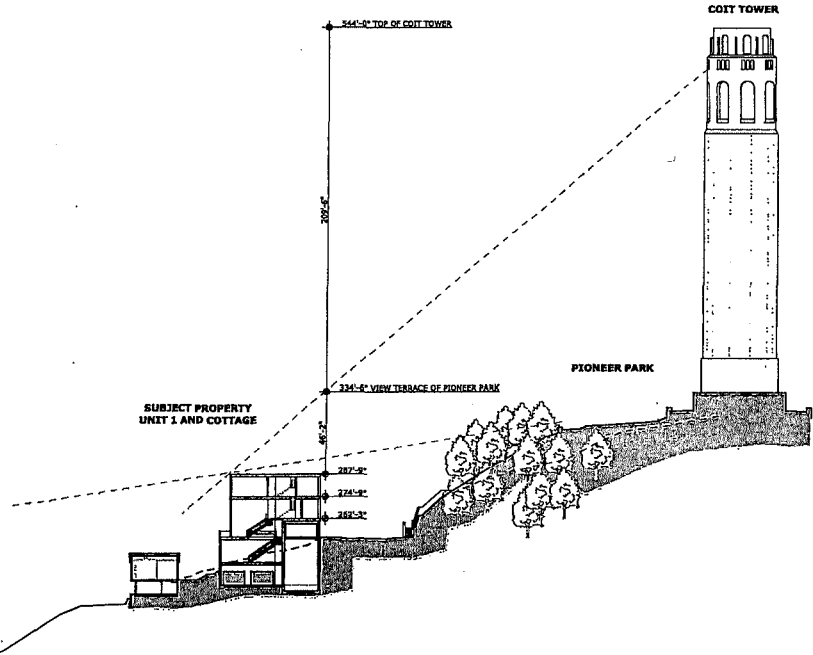 COIT TOWER
544'-0" TOP OF COIT TOWER
209'-6"
PIONEER PARK
334'-6" VIEW TERRACE OF PIONEER PARK
SUBJECT PROPERTY
UNIT 1 AND COTTAGE
46'-2"
287'-9"
274'-9"
262'-3"